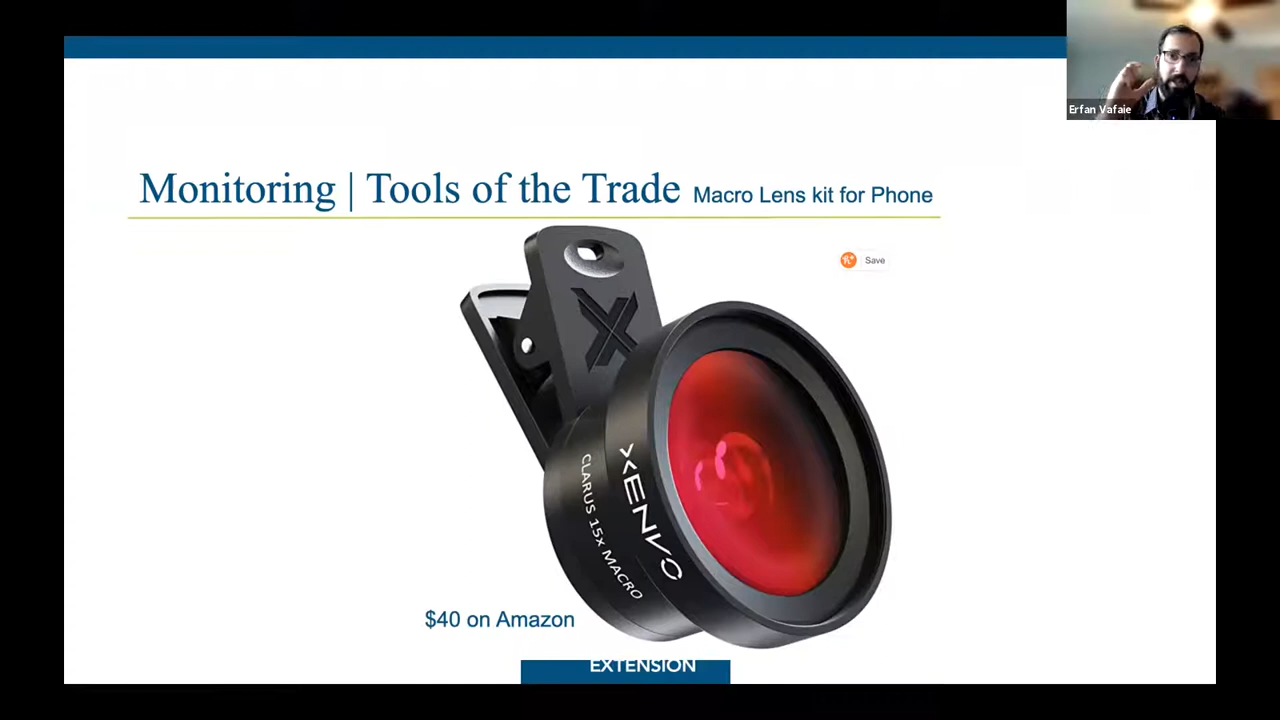 Erfan Vafaie
Monitoring | Tools of the Trade Macro Lens kit for Phone
Save
X
XENVO
CLARUS 15x MACRO
$40 on Amazon
EXTENSION